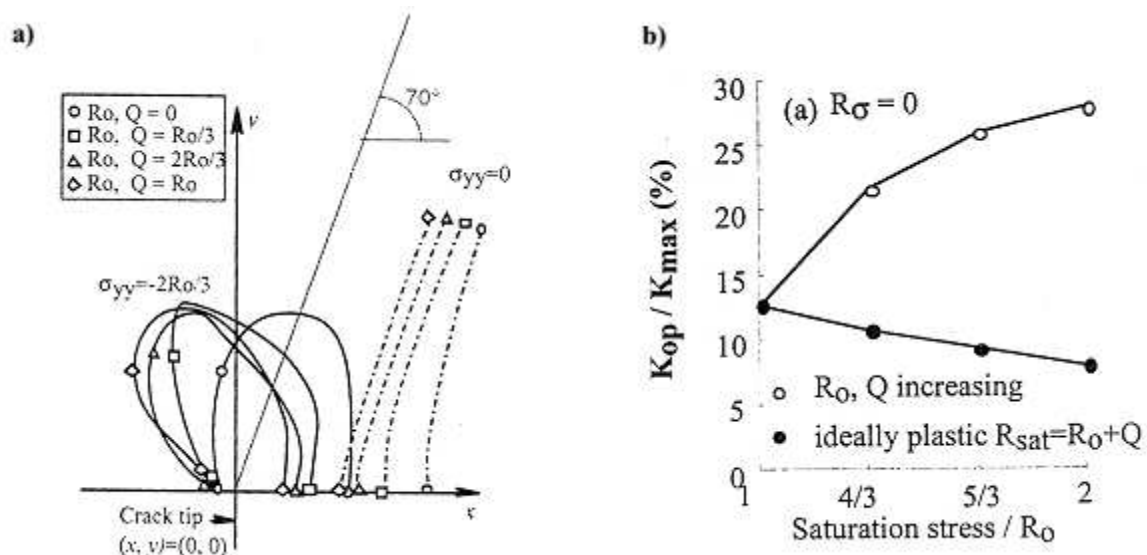 a)
Ro, Q = 0
Ro, Q = Ro/3
Ro, Q = 2Ro/3
Ro, Q = Ro
y
70°
σyy=0
σyy=-2Ro/3
x
Crack tip
(x, y)=(0, 0)
b)
30
25
20
15
10
5
0
(a) Rσ = 0
Kop / Kmax (%)
Ro, Q increasing
ideally plastic Rsat=Ro+Q
1
4/3
5/3
2
Saturation stress / Ro